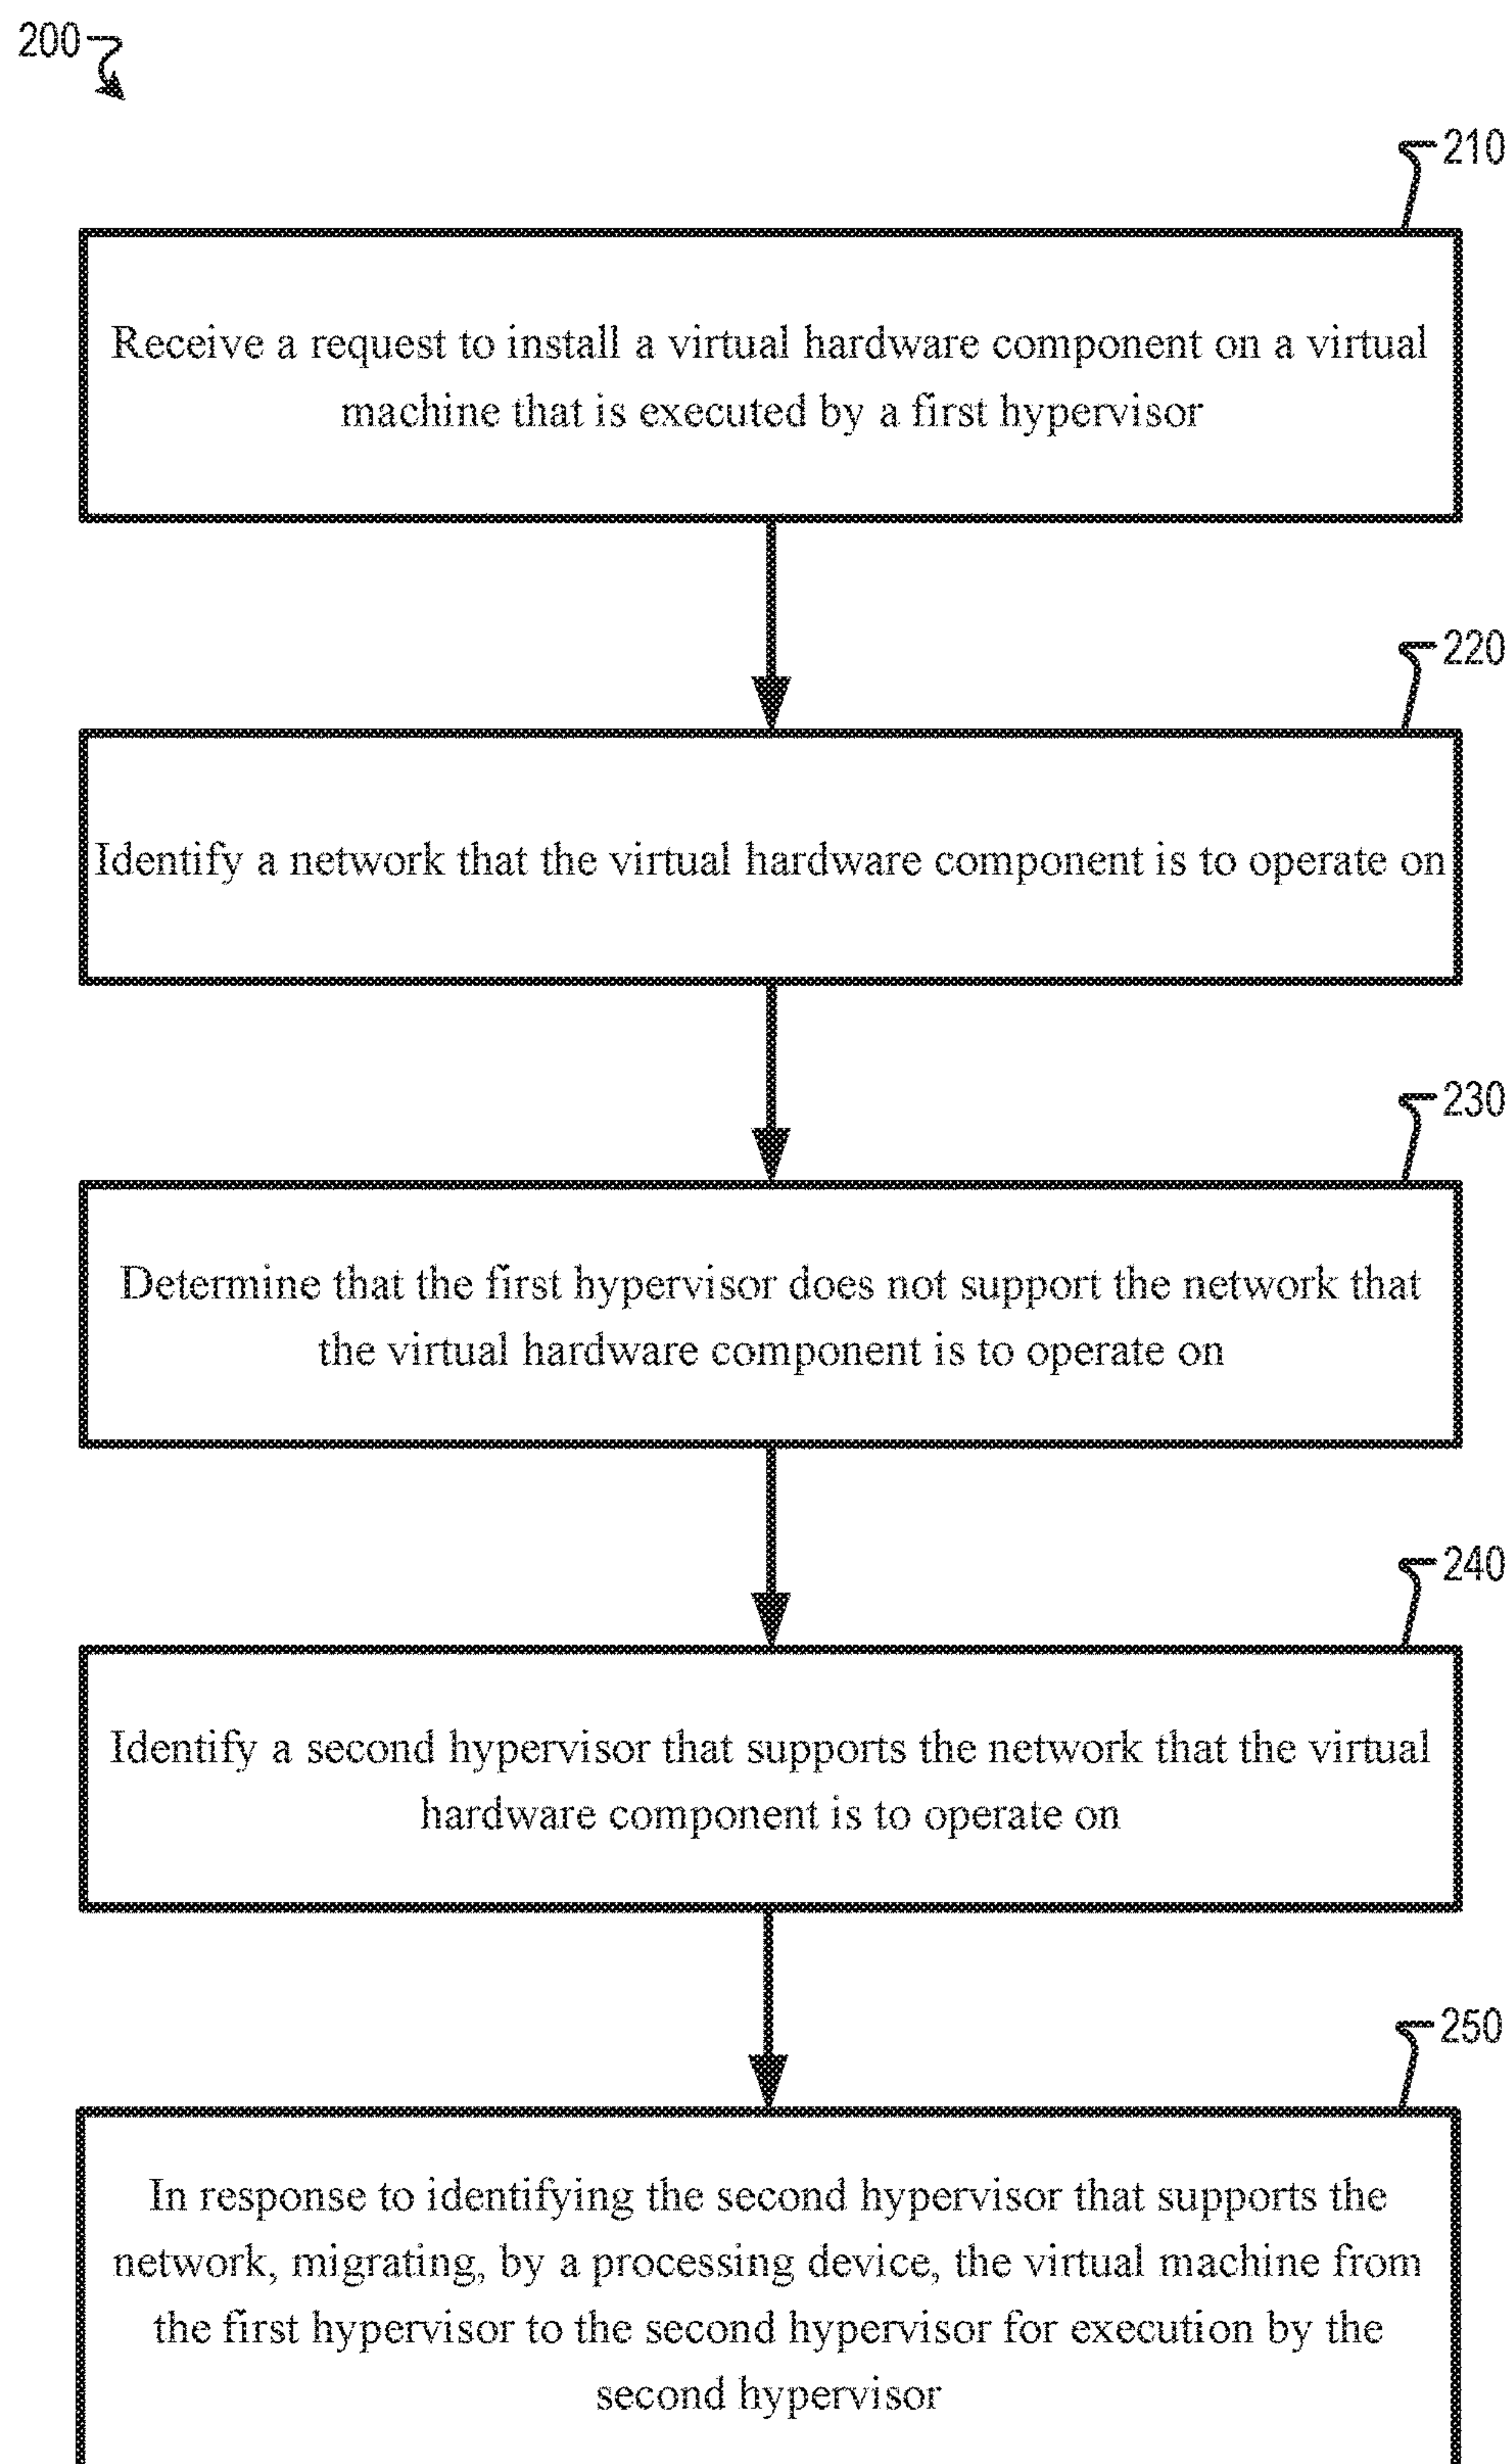 200
210
Receive a request to install a virtual hardware component on a virtual
machine that is executed by a first hypervisor
220
Identify a network that the virtual hardware component is to operate on
230
Determine that the first hypervisor does not support the network that
the virtual hardware component is to operate on
240
Identify a second hypervisor that supports the network that the virtual
hardware component is to operate on
250
In response to identifying the second hypervisor that supports the
network, migrating, by a processing device, the virtual machine from
the first hypervisor to the second hypervisor for execution by the
second hypervisor